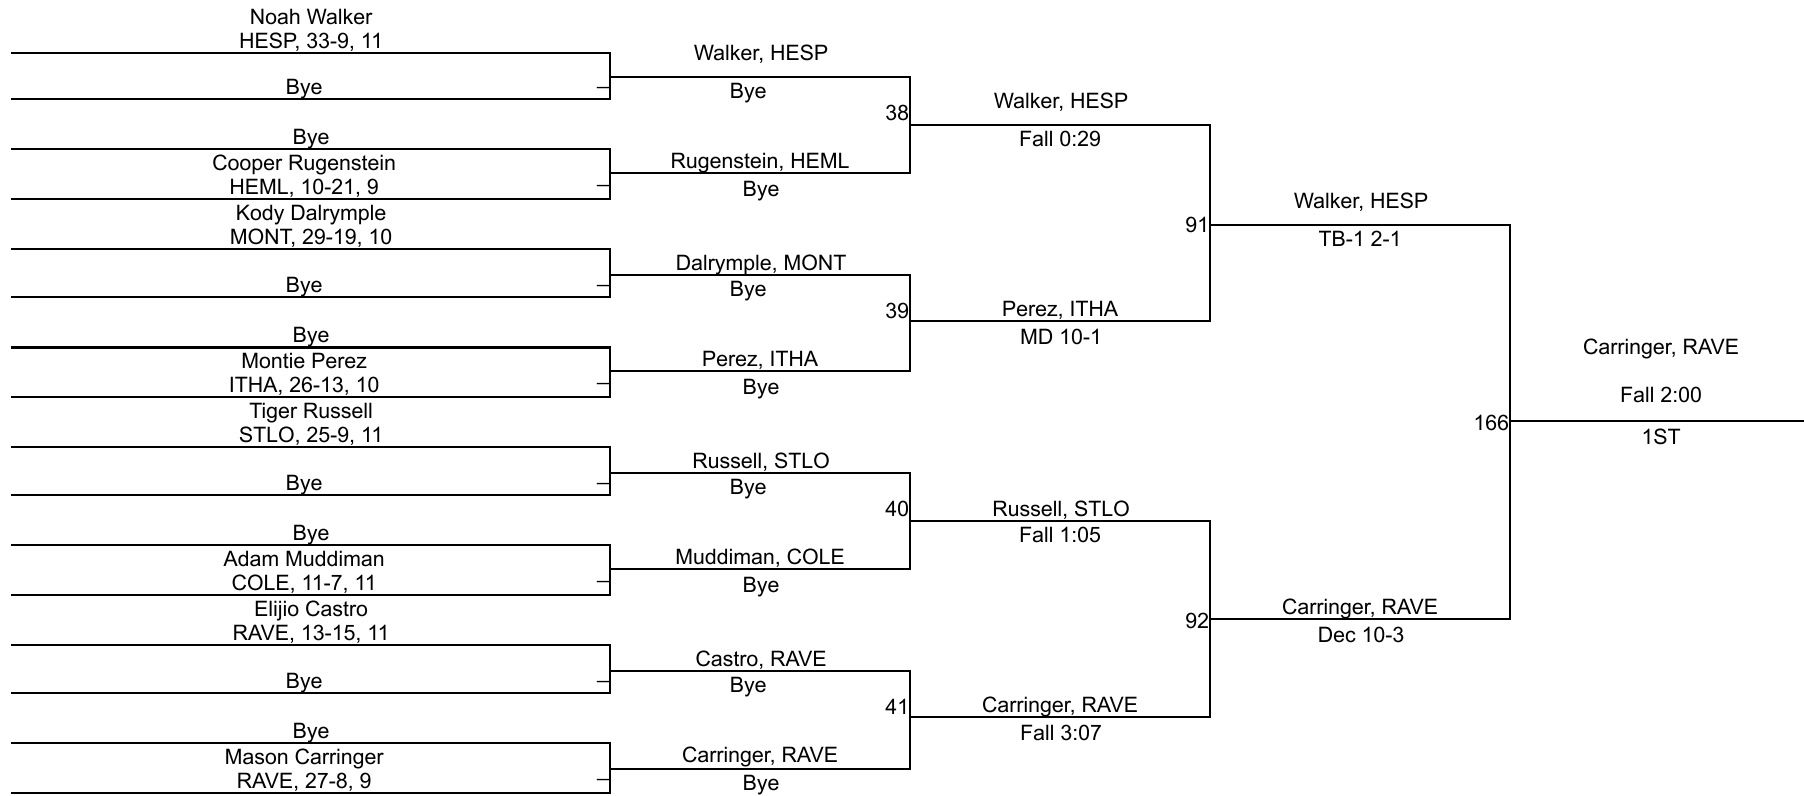 Noah Walker
HESP, 33-9, 11
Bye
Bye
Cooper Rugenstein
HEML, 10-21, 9
Kody Dalrymple
MONT, 29-19, 10
Bye
Bye
Montie Perez
ITHA, 26-13, 10
Tiger Russell
STLO, 25-9, 11
Bye
Bye
Adam Muddiman
COLE, 11-7, 11
Elijio Castro
RAVE, 13-15, 11
Bye
Bye
Mason Carringer
RAVE, 27-8, 9
Walker, HESP
Bye
38
Rugenstein, HEML
Bye
Dalrymple, MONT
Bye
39
Perez, ITHA
Bye
Russell, STLO
Bye
40
Muddiman, COLE
Bye
Castro, RAVE
Bye
41
Carringer, RAVE
Bye
Walker, HESP
Fall 0:29
91
Perez, ITHA
MD 10-1
Russell, STLO
Fall 1:05
92
Carringer, RAVE
Fall 3:07
Walker, HESP
TB-1 2-1
166
Carringer, RAVE
Dec 10-3
Carringer, RAVE
Fall 2:00
1ST